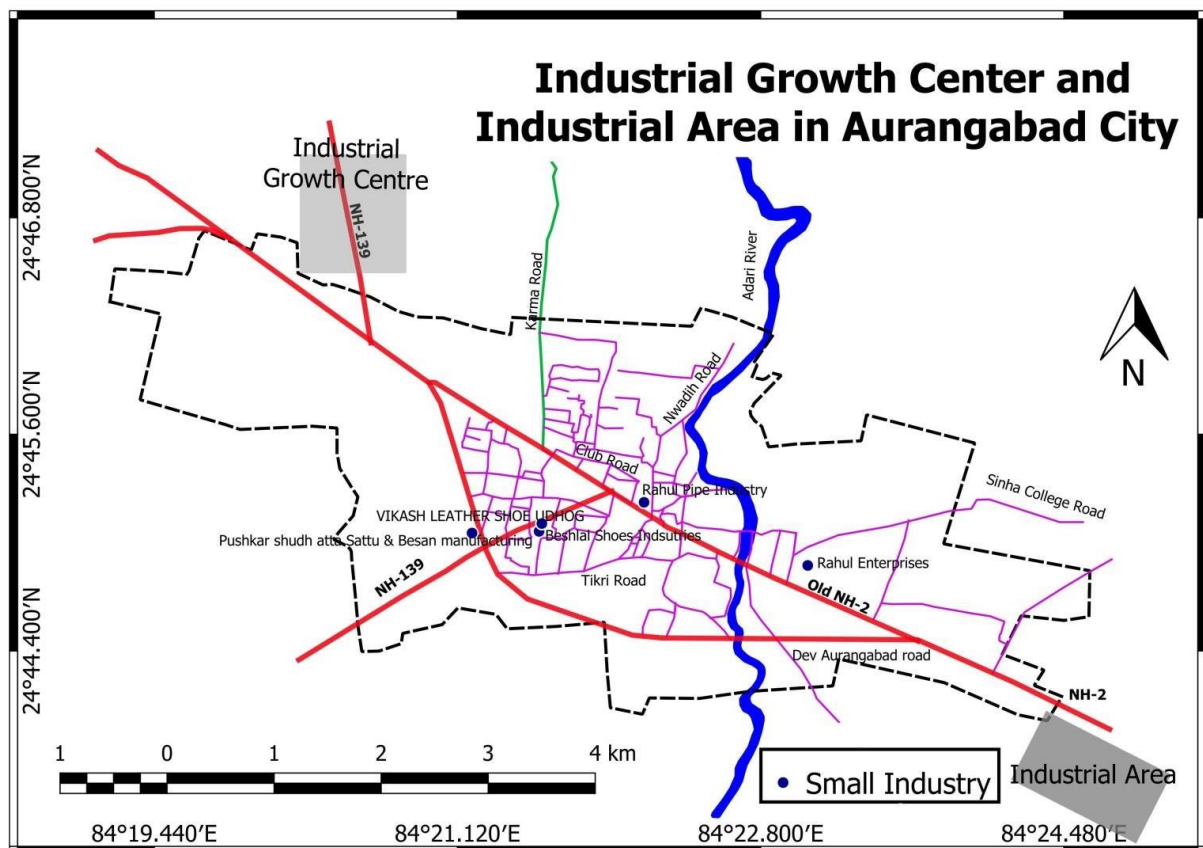 Industrial Growth Center and
Industrial Area in Aurangabad City
Industrial
Growth Centre
NH-139
Karma Road
Adari River
N
Nwadih Road
Club Road
Sinha College Road
Rahul Pipe Industry
VIKASH LEATHER SHOE UDHOG
Pushkar shudh atta Sattu & Besan manufacturing
Beshlal Shoes Indsutries
Rahul Enterprises
NH-139
Tikri Road
Old NH-2
Dev Aurangabad road
NH-2
24°46.800'N
24°45.600'N
24°44.400'N
1 0 1 2 3 4 km
Small Industry
Industrial Area
84°19.440'E 84°21.120'E 84°22.800'E 84°24.480'E